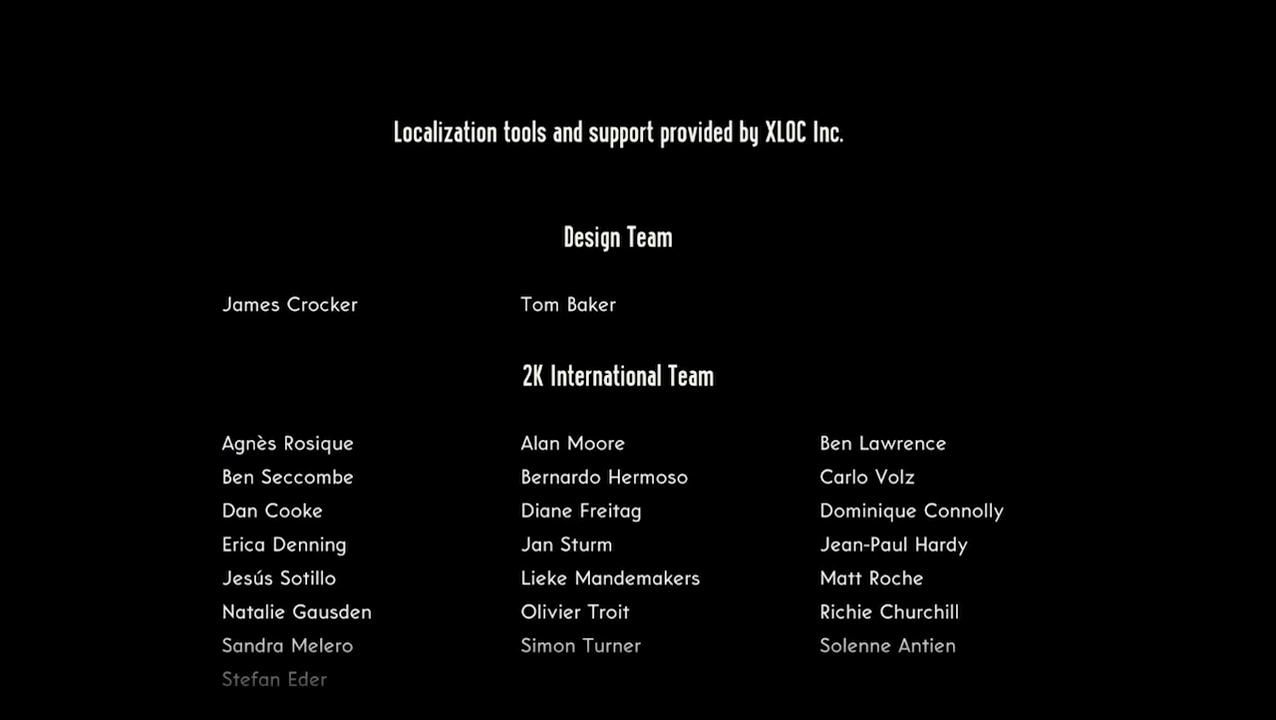 Localization tools and support provided by XLOC Inc.
Design Team
James Crocker Tom Baker
2K International Team
Agnès Rosique Alan Moore Ben Lawrence
Ben Seccombe Bernardo Hermoso Carlo Volz
Dan Cooke Diane Freitag Dominique Connolly
Erica Denning Jan Sturm Jean-Paul Hardy
Jesús Sotillo Lieke Mandemakers Matt Roche
Natalie Gausden Olivier Troit Richie Churchill
Sandra Melero Simon Turner Solenne Antien
Stefan Eder